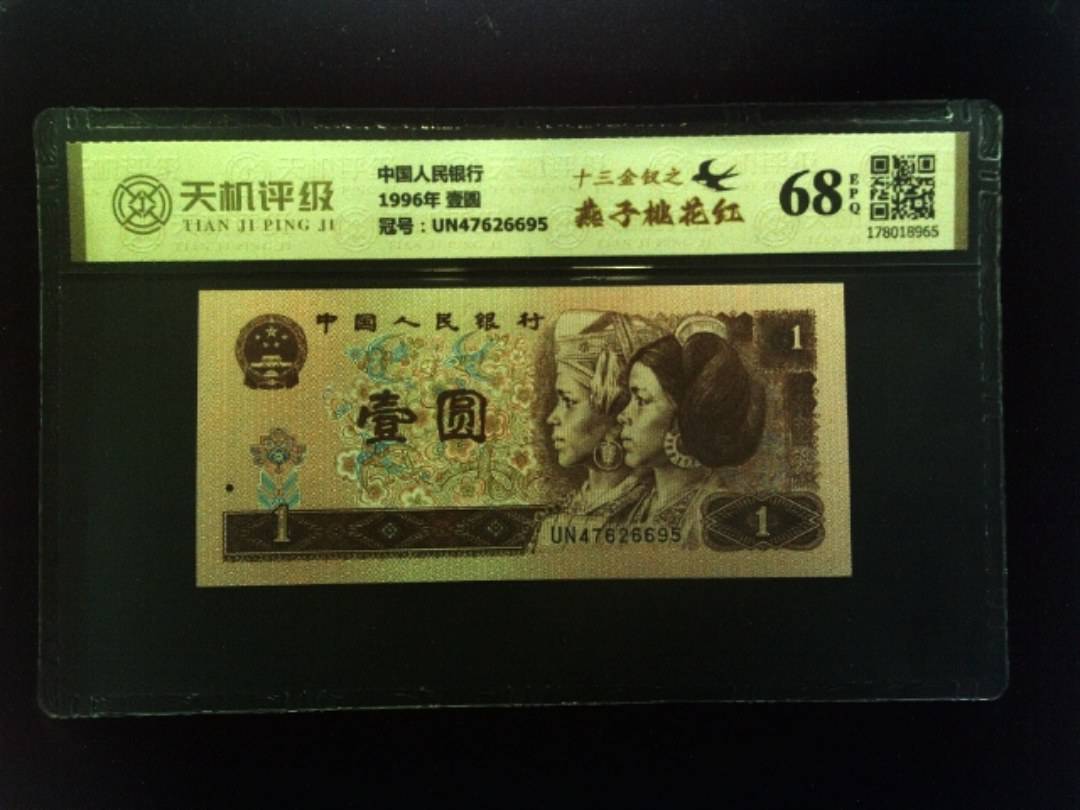 天机评级
TIAN JI PING JI
中国人民银行
1996年 壹圆
冠号：UN47626695
十三金钗之
燕子桃花红
68
EPQ
178018965
中国人民银行
1
壹圆
1
UN47626695
1